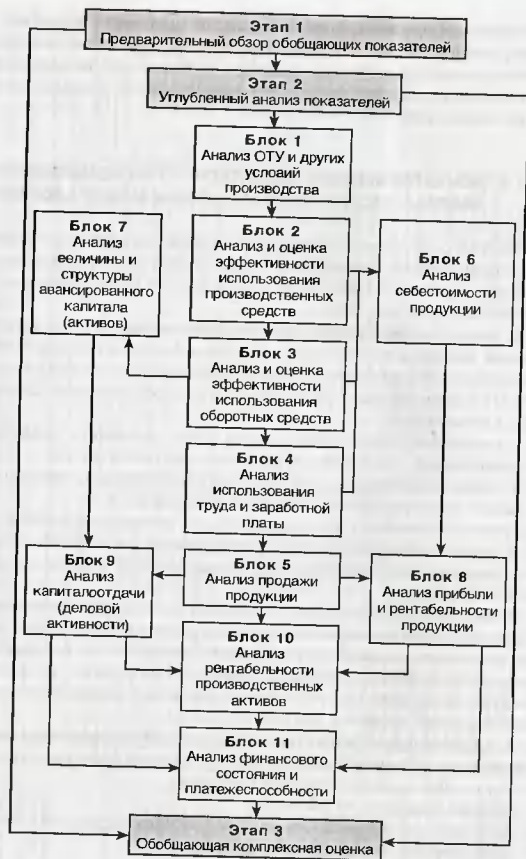 Этап 1
Предварительный обзор обобщающих показателей
Этап 2
Углубленный анализ показателей
Блок 1
Анализ ОТУ и других
усоаий
производства
Блок 7
Анализ
ееличины и
структуры
авансированного
капитала
(активов)
Блок 2
Анализ и оценка
эффективности
использования
производственных
средств
Блок 6
Анализ
себестоимости
продукции
Блок 3
Анализ и оценка
эффективности
использования
оборотных средств
Блок 4
Анализ
использования
труда и заработной
платы
Блок 9
Анализ
капиталоотдачи
(деловой
активности)
Блок 5
Анализ продажи
продукции
Блок 8
Анализ прибыли
и рентабельности
продукции
Блок 10
Анализ
рентабельности
производственных
активов
Блок 11
Анализ финансового
состояния и
платежеспособности
Этап 3
Обобщающая комплексная оценка